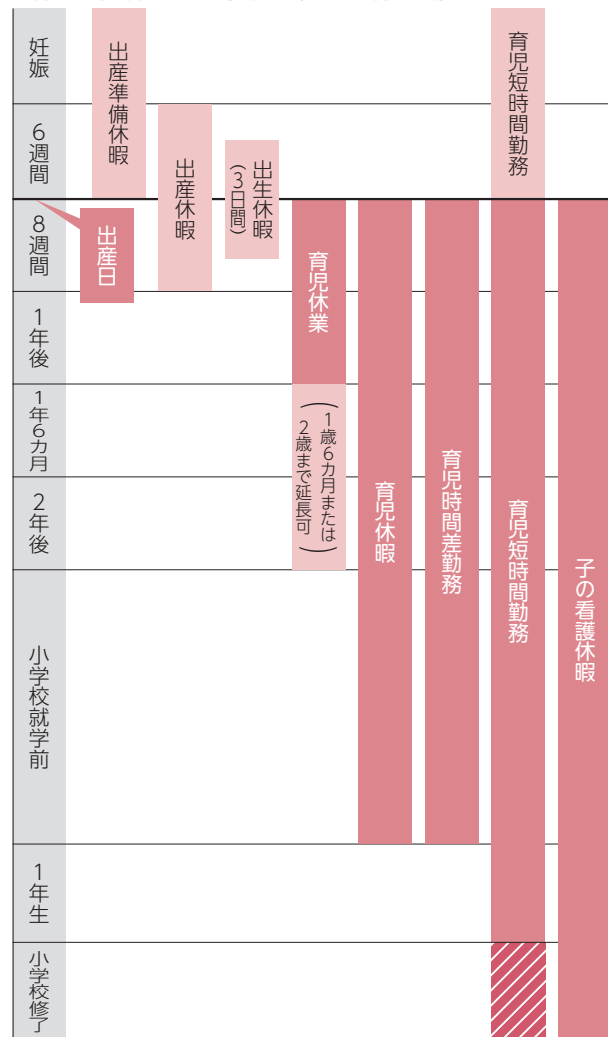 妊娠
6週間
8週間
1年後
1年6カ月
2年後
小学校就学前
1年生
小学校修了
出産準備休暇
出産日
出産休暇
出生休暇
(3日間)
育児休業
(1歳6カ月または
2歳まで延長可)
育児休暇
育児時間差勤務
育児短時間勤務
育児短時間勤務
子の看護休暇